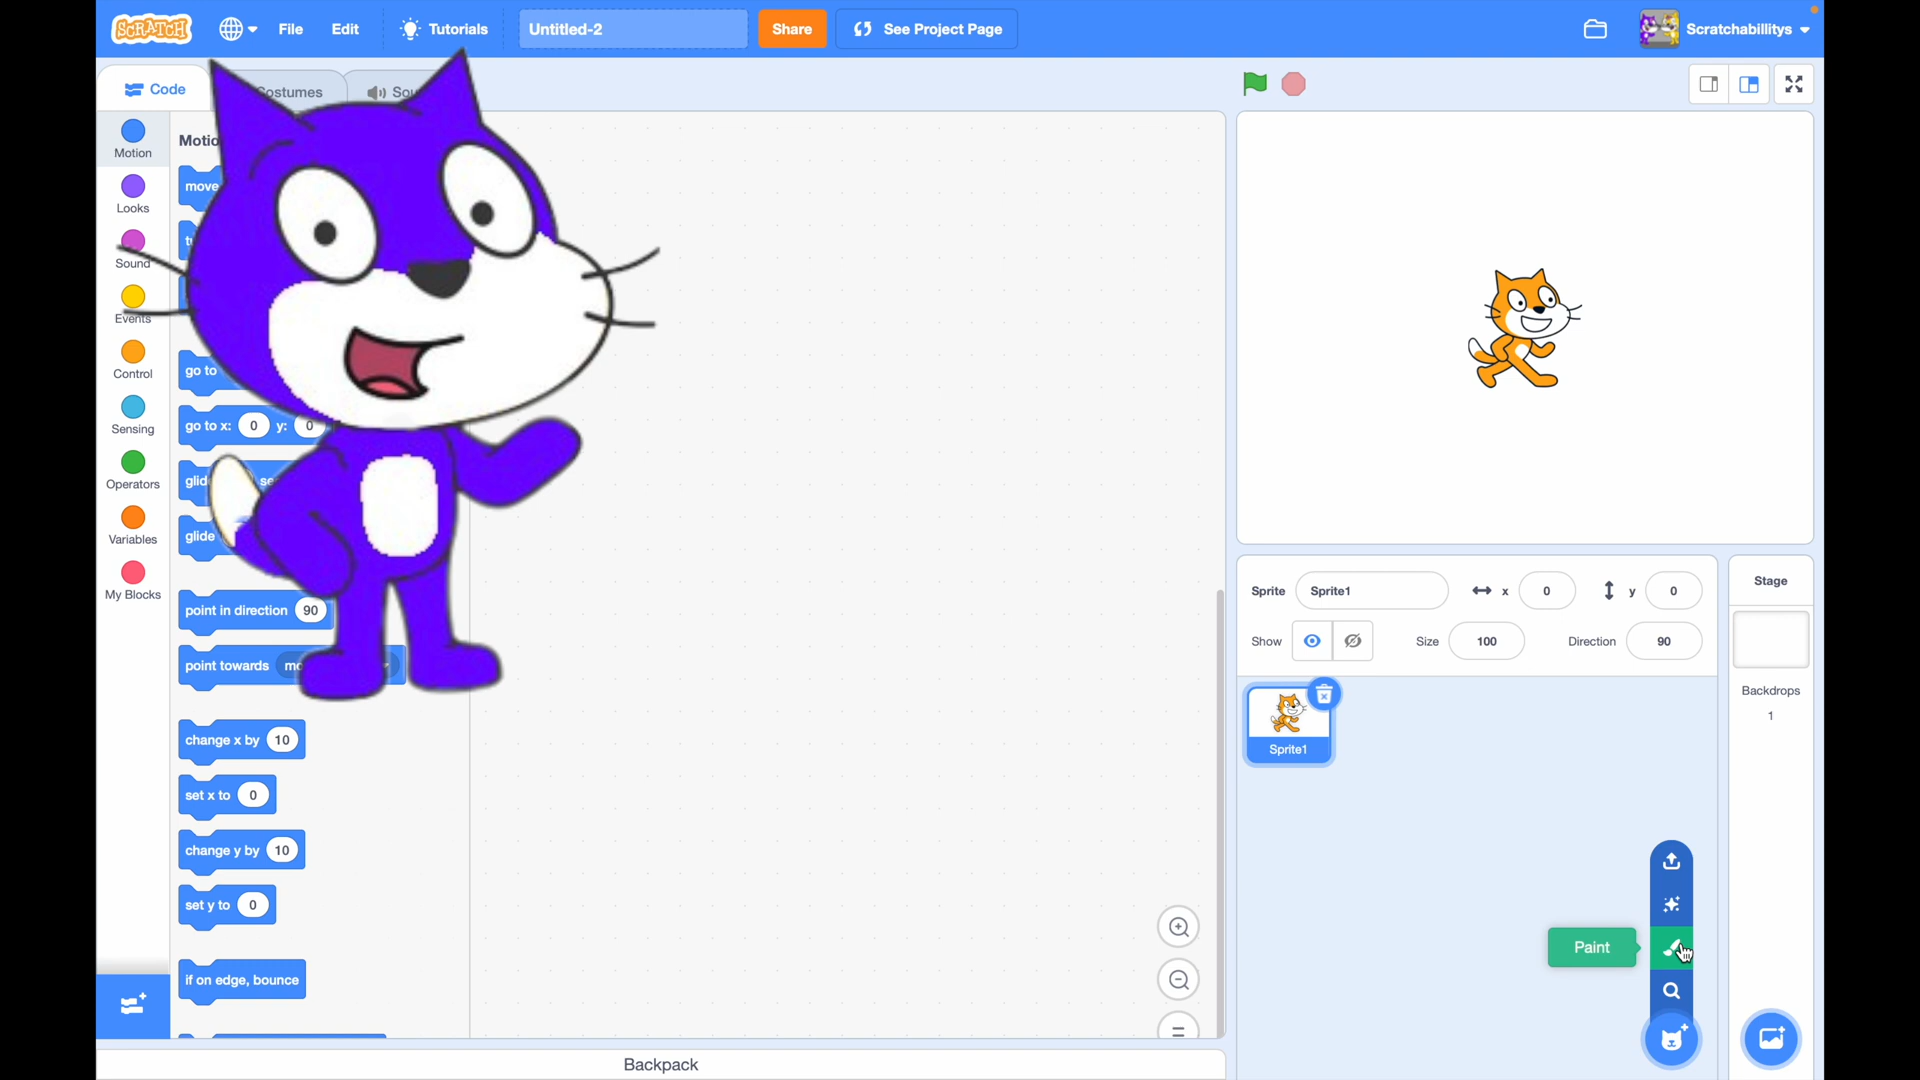 SCRATCH
File
Edit
Tutorials
Untitled-2
Share
See Project Page
Scratchabillitys
Code
ostumes
Sou
Motion
Looks
Sound
Events
Control
Sensing
Operators
Variables
My Blocks
Motio
move
go to
go to x: 0 y: 0
glid se
glide
point in direction 90
point towards mo
change x by 10
set x to 0
change y by 10
set y to 0
if on edge, bounce
Backpack
Sprite Sprite1 x 0 y 0
Show Size 100 Direction 90
Sprite1
Paint
Stage
Backdrops
1